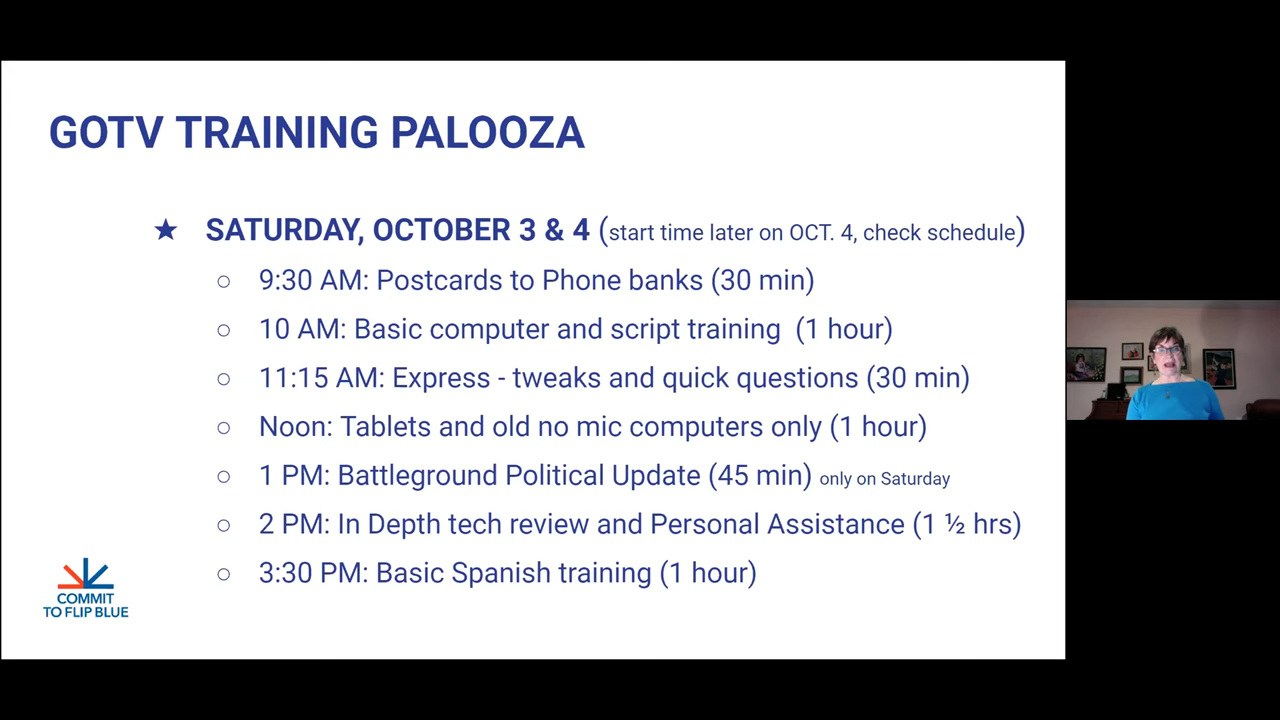 GOTV TRAINING PALOOZA
★ SATURDAY, OCTOBER 3 & 4 (start time later on OCT. 4, check schedule)
○ 9:30 AM: Postcards to Phone banks (30 min)
○ 10 AM: Basic computer and script training (1 hour)
○ 11:15 AM: Express - tweaks and quick questions (30 min)
○ Noon: Tablets and old no mic computers only (1 hour)
○ 1 PM: Battleground Political Update (45 min) only on Saturday
○ 2 PM: In Depth tech review and Personal Assistance (1 ½ hrs)
○ 3:30 PM: Basic Spanish training (1 hour)
COMMIT
TO FLIP BLUE